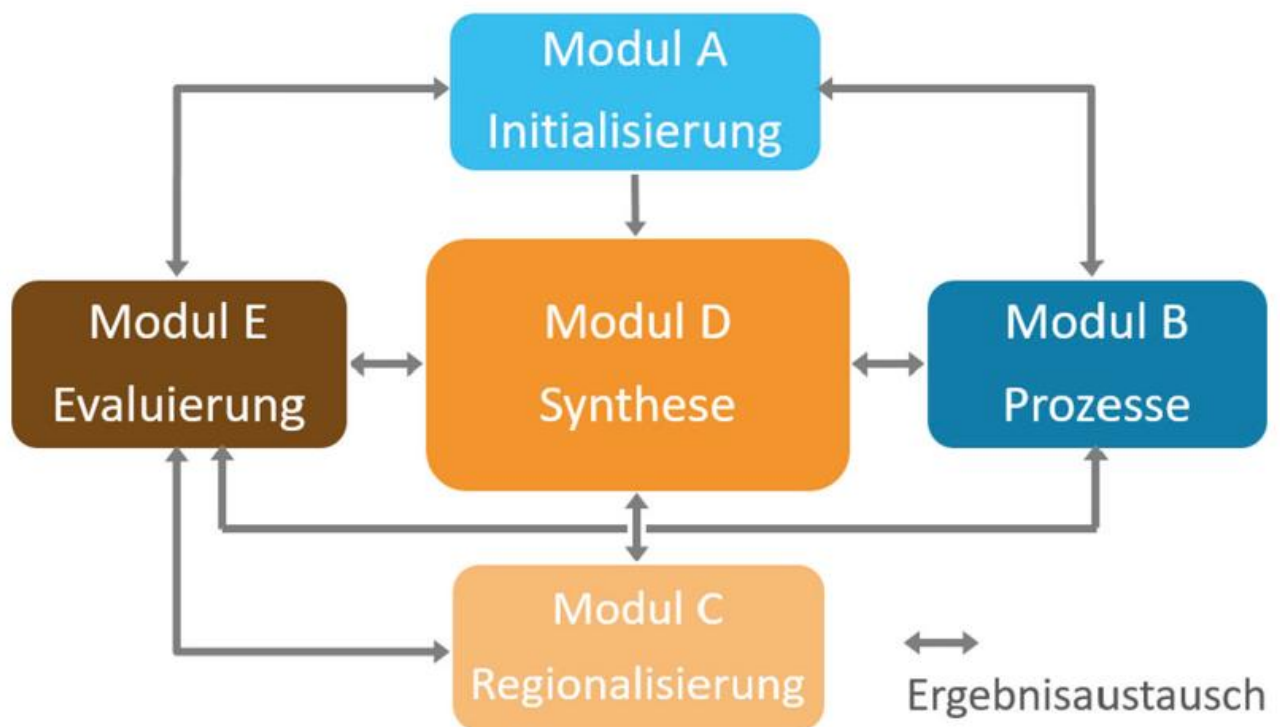 Modul A
Initialisierung
Modul E
Evaluierung
Modul D
Synthese
Modul B
Prozesse
Modul C
Regionalisierung
Ergebnisaustausch